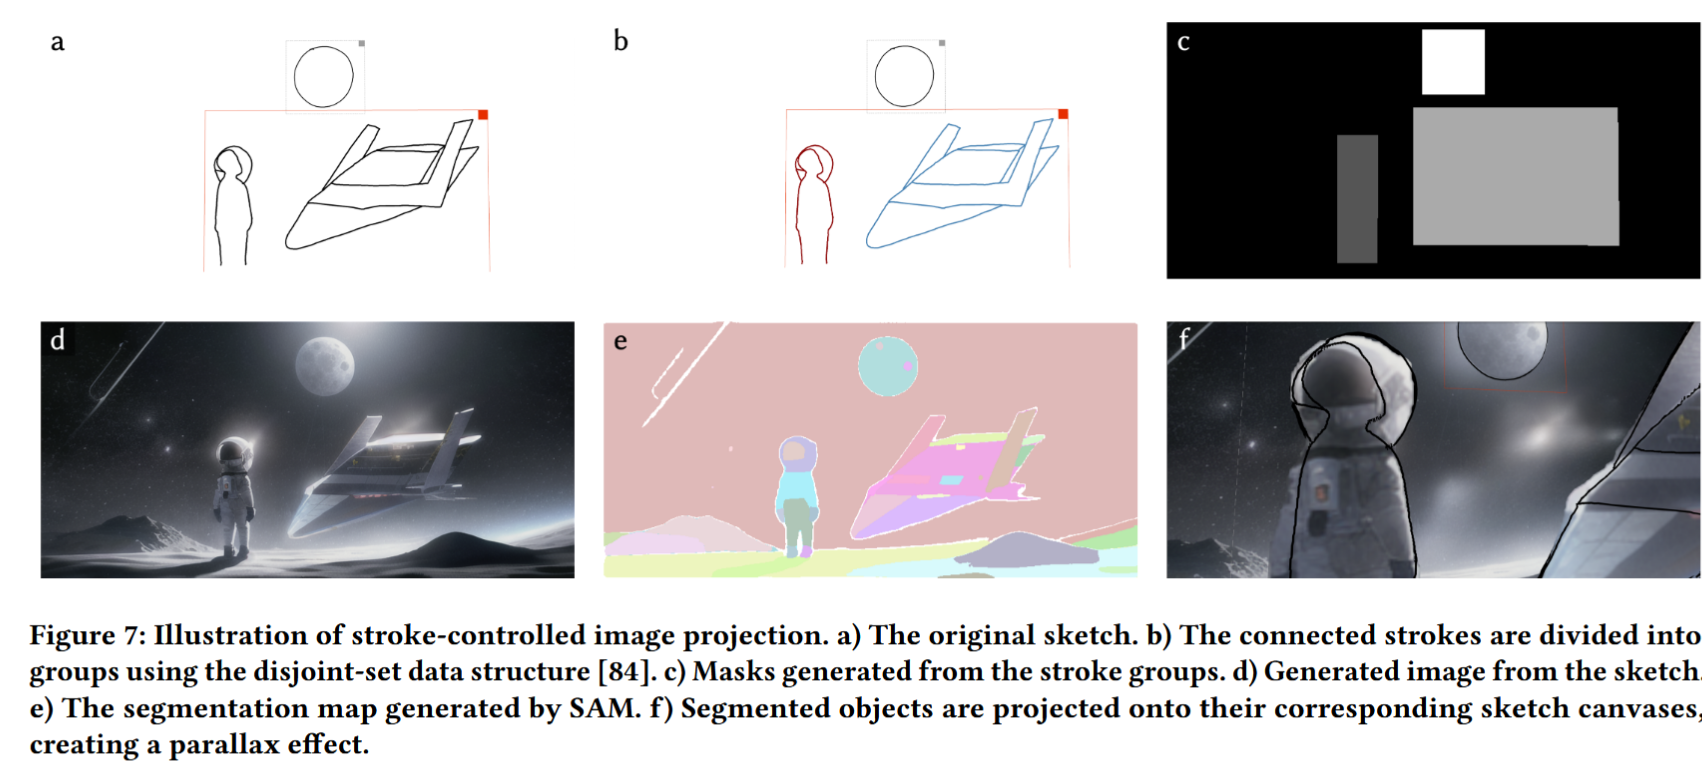 a
b
c
d
e
f
Figure 7: Illustration of stroke-controlled image projection. a) The original sketch. b) The connected strokes are divided into
groups using the disjoint-set data structure [84]. c) Masks generated from the stroke groups. d) Generated image from the sketch.
e) The segmentation map generated by SAM. f) Segmented objects are projected onto their corresponding sketch canvases,
creating a parallax effect.